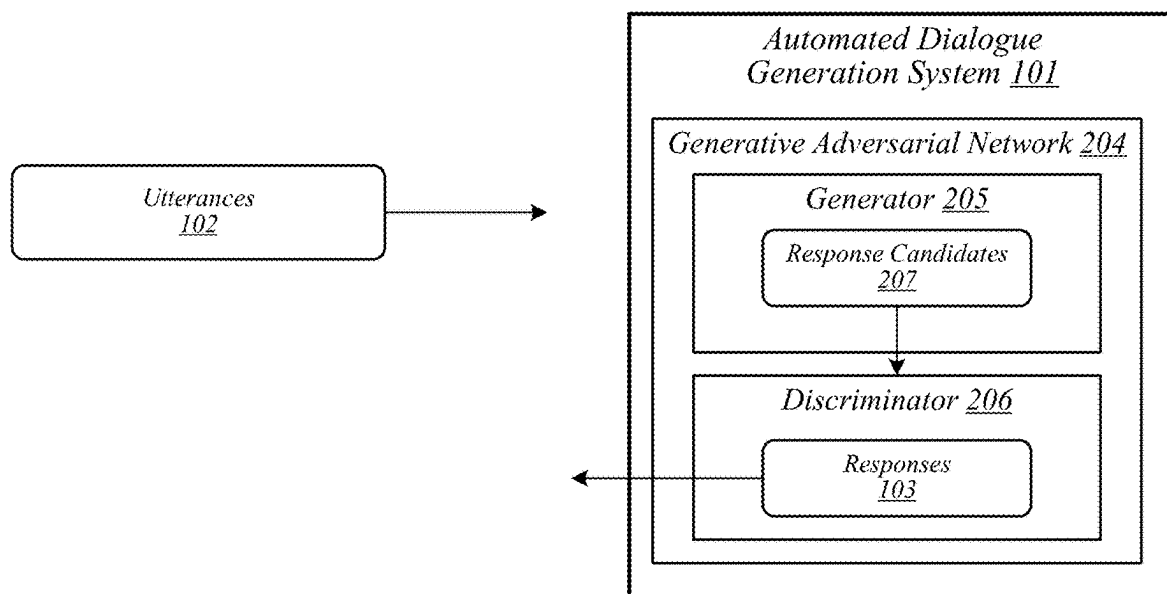 Automated Dialogue
Generation System 101
Generative Adversarial Network 204
Utterances
102
Generator 205
Response Candidates
207
Discriminator 206
Responses
103